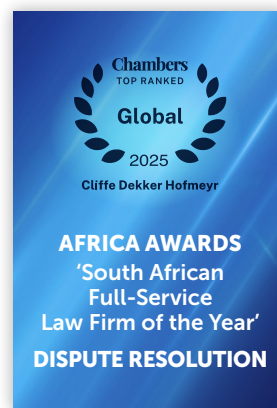 Chambers
TOP RANKED
Global
2025
Cliffe Dekker Hofmeyr
AFRICA AWARDS
‘South African
Full-Service
Law Firm of the Year’
DISPUTE RESOLUTION